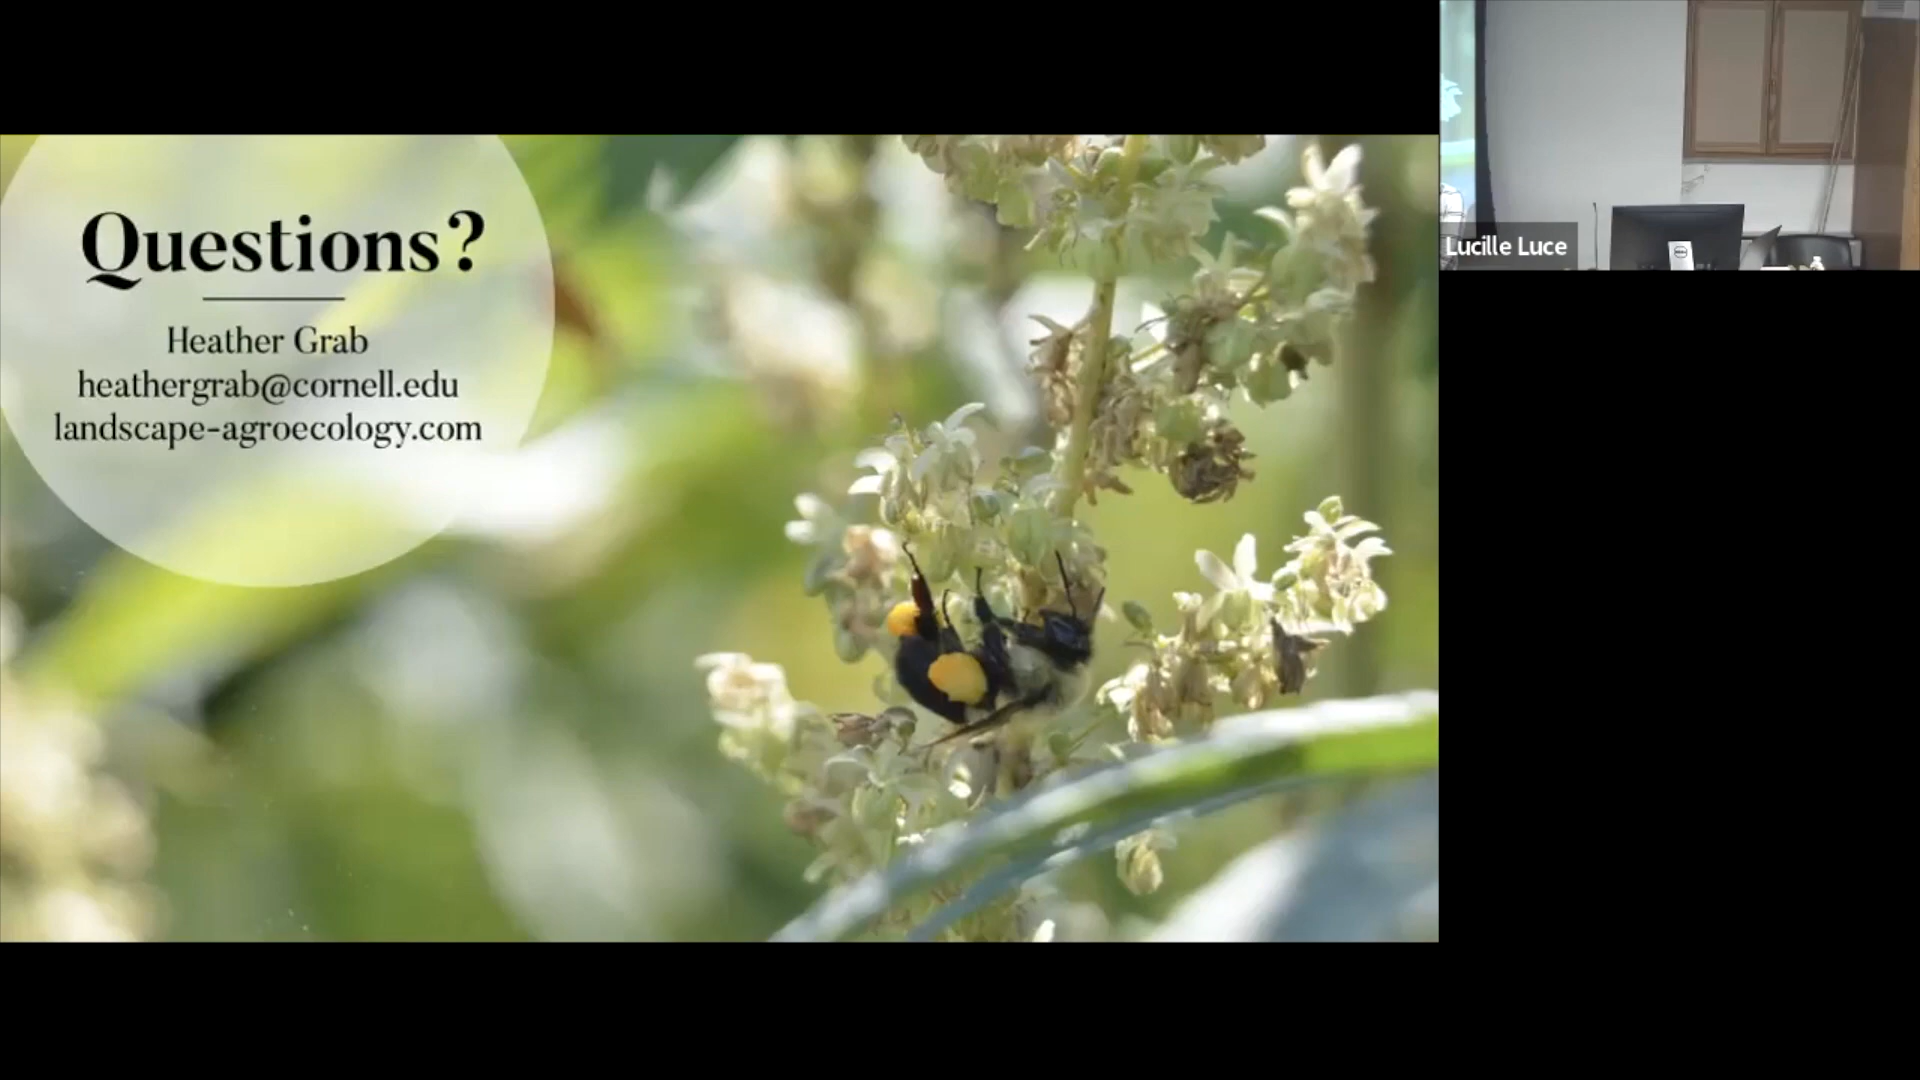 Questions?
Heather Grab
heathergrab@cornell.edu
landscape-agroecology.com
Lucille Luce